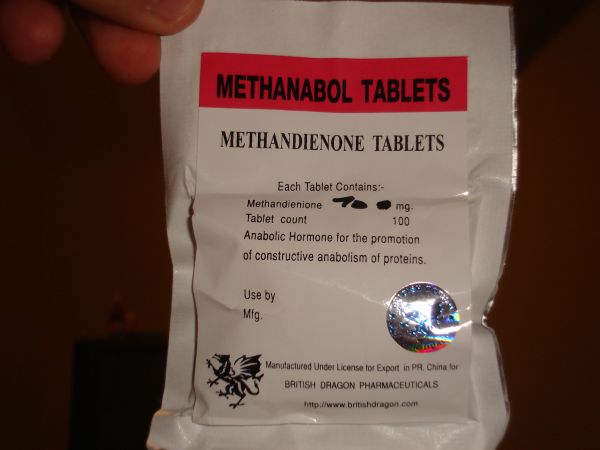 METHANABOL TABLETS
METHANDIENONE TABLETS
Each Tablet Contains:-
Methandienione 10 mg.
Tablet count 100
Anabolic Hormone for the promotion
of constructive anabolism of proteins.
Use by
Mfg.
Manufactured Under License for Export in PR. China for
BRITISH DRAGON PHARMACEUTICALS
http://www.britishdragon.com